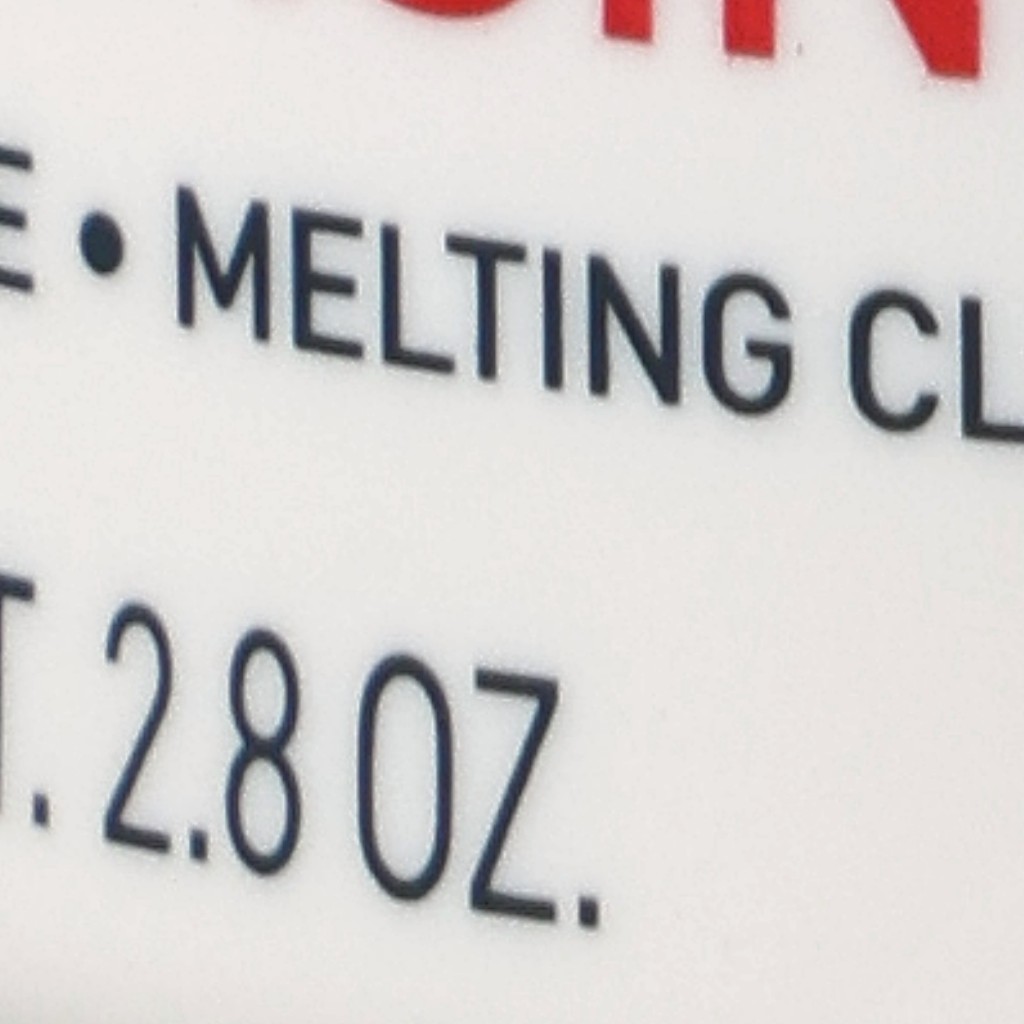 E • MELTING CL
T. 2.8 OZ.